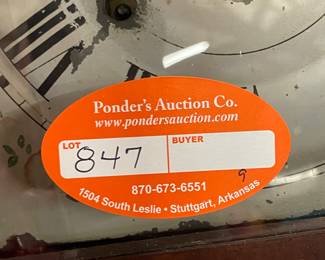 Ponder's Auction Co.
www.pondersauction.com
LOT
847
BUYER
870-673-6551
9
1504 South Leslie • Stuttgart, Arkansas